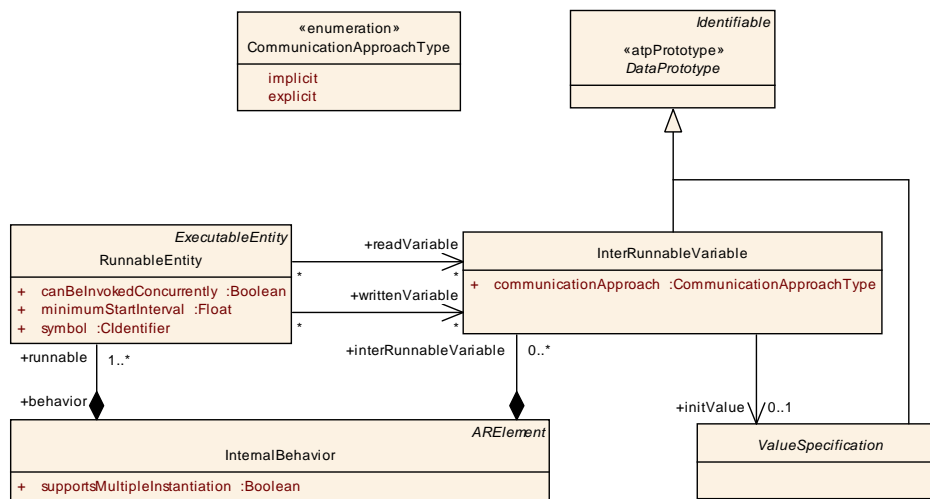 «enumeration»
CommunicationApproachType
implicit
explicit
Identifiable
«atpPrototype»
DataPrototype
ExecutableEntity
RunnableEntity
+ canBeInvokedConcurrently :Boolean
+ minimumStartInterval :Float
+ symbol :CIdentifier
+readVariable
*
*
+writtenVariable
*
*
InterRunnableVariable
+ communicationApproach :CommunicationApproachType
+runnable
1..*
+interRunnableVariable
0..*
+behavior
+initValue
0..1
ARElement
InternalBehavior
+ supportsMultipleInstantiation :Boolean
ValueSpecification